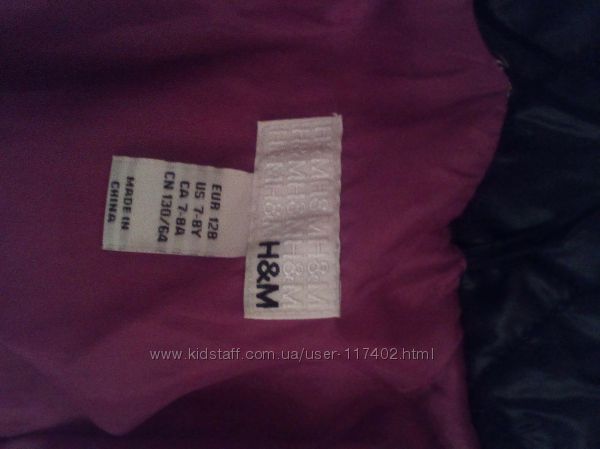 H&M
EUR 128
US 7-8Y
CA 7-8A
CN 130/64
MADE IN
CHINA
www.kidstaff.com.ua/user-117402.html